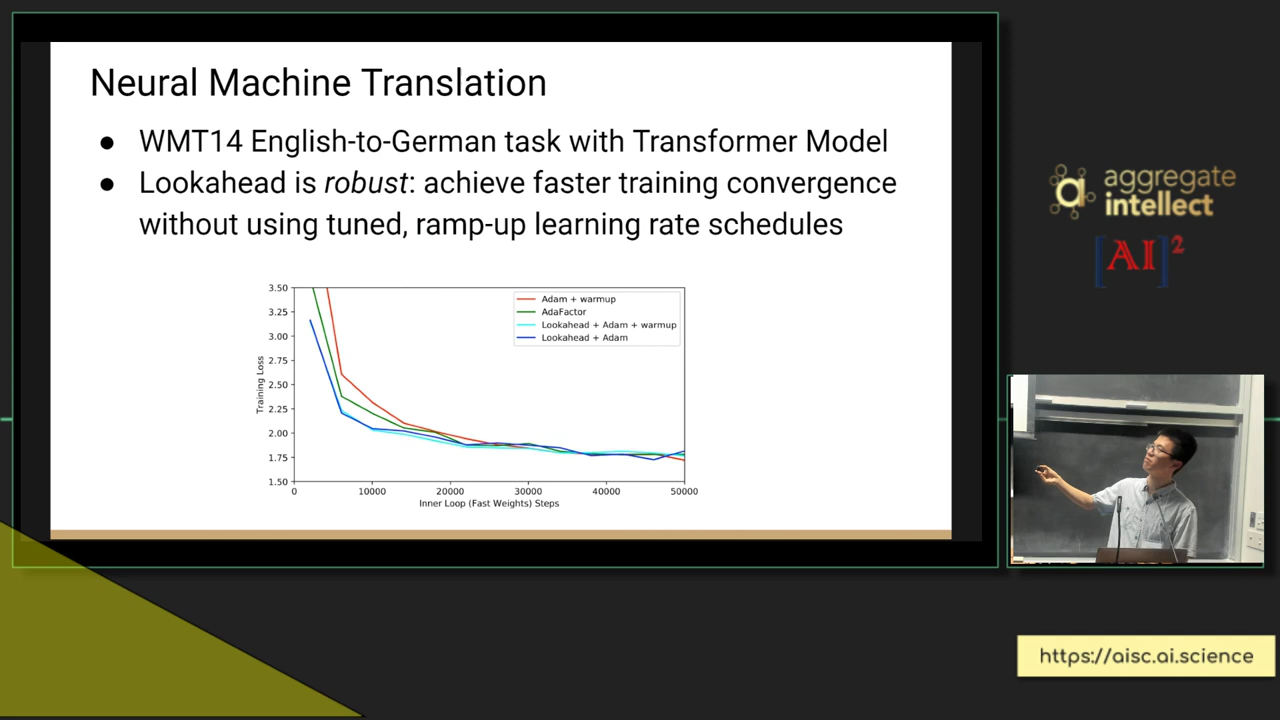 Neural Machine Translation
● WMT14 English-to-German task with Transformer Model
● Lookahead is robust: achieve faster training convergence
without using tuned, ramp-up learning rate schedules
3.50
3.25
3.00
2.75
2.50
2.25
2.00
1.75
1.50
Training Loss
Adam + warmup
AdaFactor
Lookahead + Adam + warmup
Lookahead + Adam
0 10000 20000 30000 40000 50000
Inner Loop (Fast Weights) Steps
a aggregate
intellect
[AI]²
https://aisc.ai.science